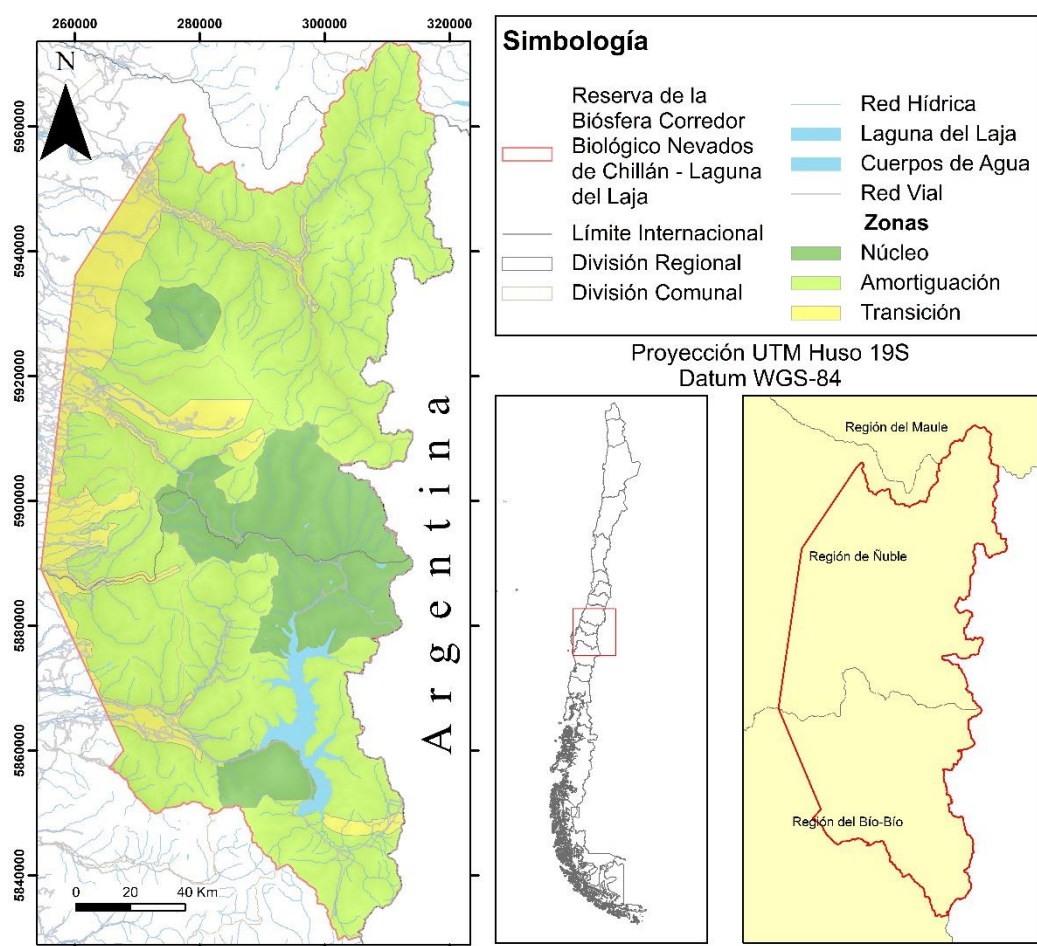 260000 280000 300000 320000
N
5960000
5940000
5920000
5900000
5880000
5860000
5840000
Argentina
0 20 40 Km
Simbología
Reserva de la
Biósfera Corredor
Biológico Nevados
de Chillán - Laguna
del Laja
Límite Internacional
División Regional
División Comunal
Red Hídrica
Laguna del Laja
Cuerpos de Agua
Red Vial
Zonas
Núcleo
Amortiguación
Transición
Proyección UTM Huso 19S
Datum WGS-84
Región del Maule
Región de Ñuble
Región del Bío-Bío